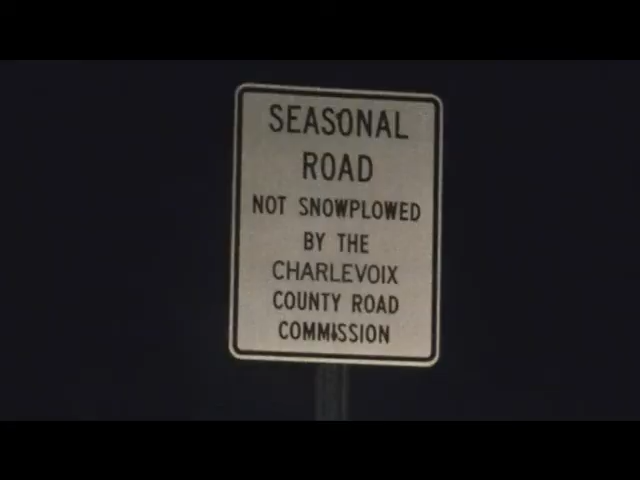 SEASONAL
ROAD
NOT SNOWPLOWED
BY THE
CHARLEVOIX
COUNTY ROAD
COMMISSION